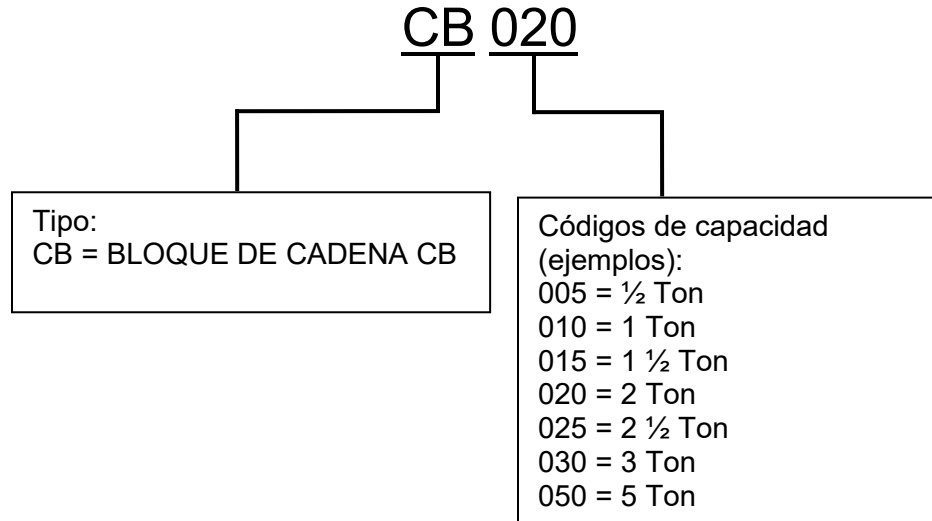 CB 020
Tipo:
CB = BLOQUE DE CADENA CB
Códigos de capacidad
(ejemplos):
005 = ½ Ton
010 = 1 Ton
015 = 1 ½ Ton
020 = 2 Ton
025 = 2 ½ Ton
030 = 3 Ton
050 = 5 Ton